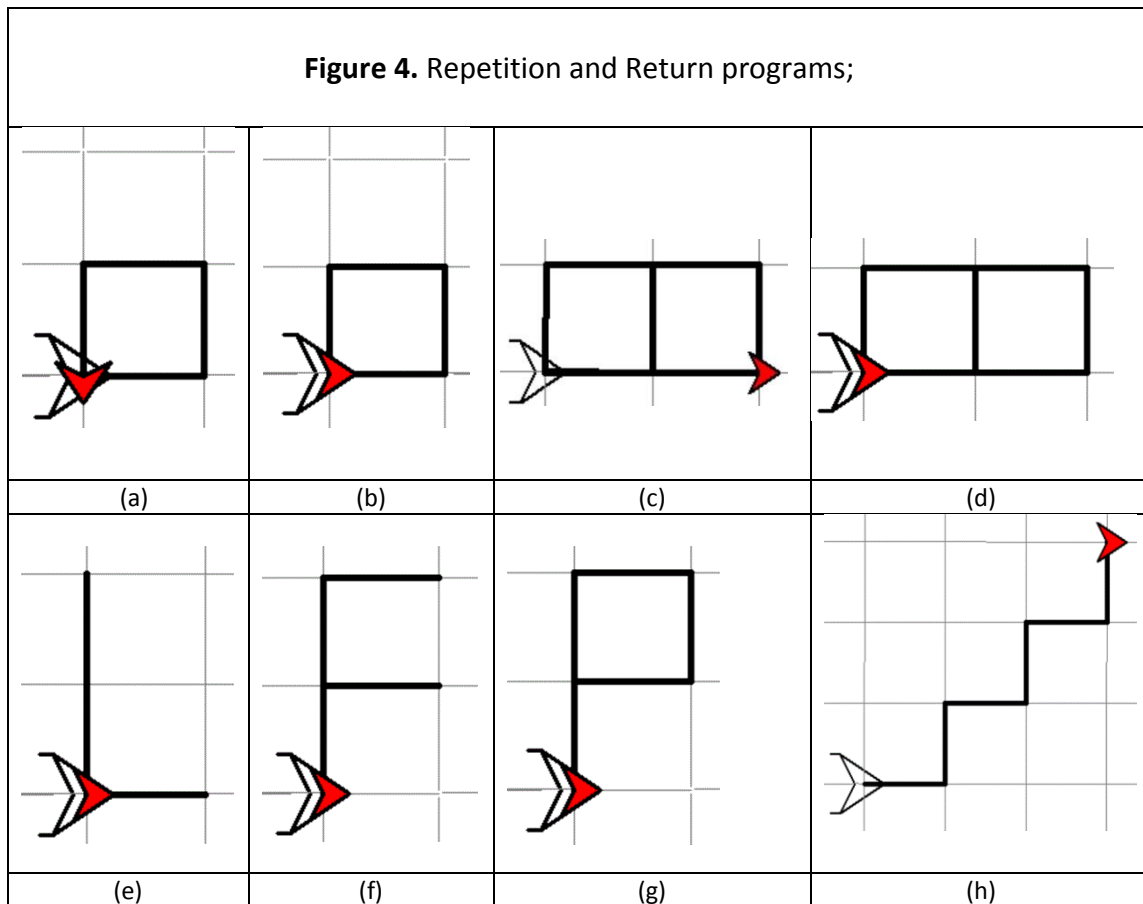 Figure 4. Repetition and Return programs;
(a) (b) (c) (d)
(e) (f) (g) (h)